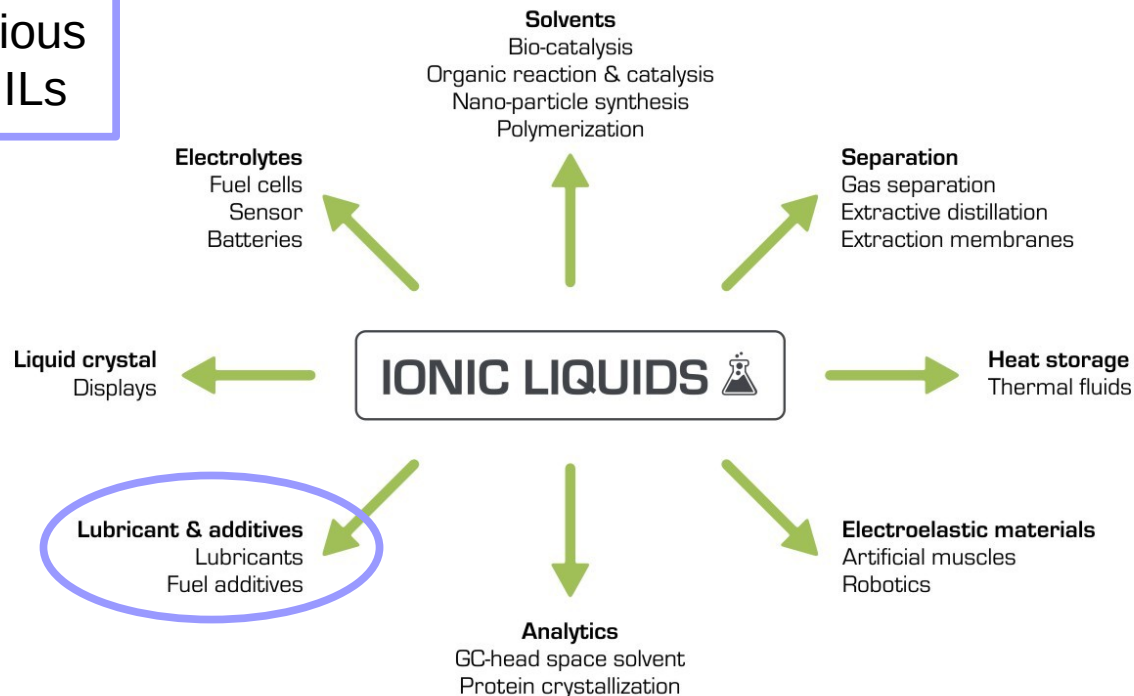 ious
ILs
Solvents
Bio-catalysis
Organic reaction & catalysis
Nano-particle synthesis
Polymerization
Electrolytes
Fuel cells
Sensor
Batteries
Separation
Gas separation
Extractive distillation
Extraction membranes
Liquid crystal
Displays
IONIC LIQUIDS
Heat storage
Thermal fluids
Lubricant & additives
Lubricants
Fuel additives
Electroelastic materials
Artificial muscles
Robotics
Analytics
GC-head space solvent
Protein crystallization